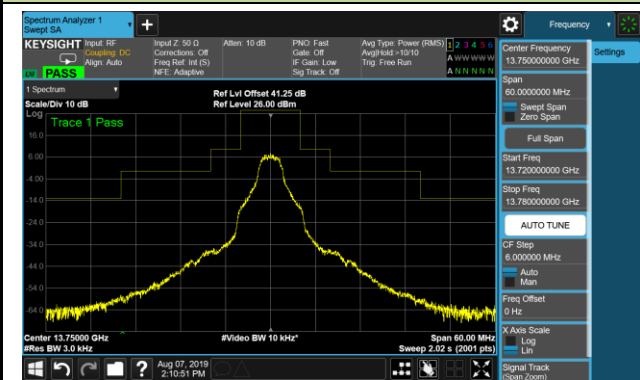 Spectrum Analyzer 1
Swept SA
+
Frequency
KEYSIGHT
Input: RF
Coupling: DC
Align: Auto
Input Z: 50 Ω
Corrections: Off
Freq Ref: Int (S)
NFE: Adaptive
Atten: 10 dB
PNO: Fast
Gate: Off
IF Gain: Low
Sig Track: Off
Avg Type: Power (RMS)
Avg|Hold:>10/10
Trig: Free Run
1 2 3 4 5 6
A W W W W W
A N N N N N
PASS
1 Spectrum
Scale/Div 10 dB
Log
Ref Lvl Offset 41.25 dB
Ref Level 26.00 dBm
Trace 1 Pass
16.0
6.00
-4.00
-14.0
-24.0
-34.0
-44.0
-54.0
-64.0
Center 13.75000 GHz
#Res BW 3.0 kHz
#Video BW 10 kHz*
Span 60.00 MHz
Sweep 2.02 s (2001 pts)
Aug 07, 2019
2:10:51 PM
?
Center Frequency
13.750000000 GHz
Settings
Span
60.0000000 MHz
Swept Span
Zero Span
Full Span
Start Freq
13.720000000 GHz
Stop Freq
13.780000000 GHz
AUTO TUNE
CF Step
6.000000 MHz
Auto
Man
Freq Offset
0 Hz
X Axis Scale
Log
Lin
Signal Track
(Span Zoom)